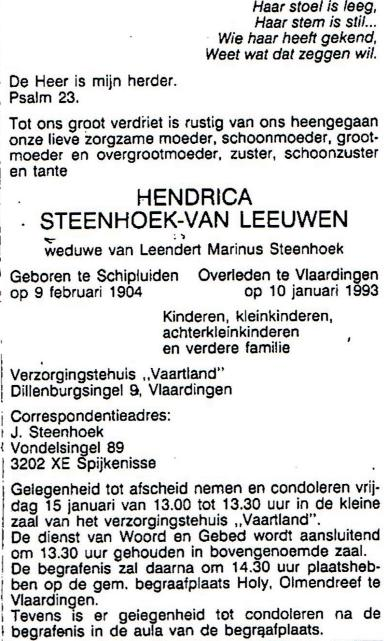 Haar stoel is leeg,
Haar stem is stil...
Wie haar heeft gekend,
Weet wat dat zeggen wil.
De Heer is mijn herder.
Psalm 23.
Tot ons groot verdriet is rustig van ons heengegaan
onze lieve zorgzame moeder, schoonmoeder, groot-
moeder en overgrootmoeder, zuster, schoonzuster
en tante
HENDRICA
STEENHOEK-VAN LEEUWEN
weduwe van Leendert Marinus Steenhoek
Geboren te Schipluiden Overleden te Vlaardingen
op 9 februari 1904 op 10 januari 1993
Kinderen, kleinkinderen,
achterkleinkinderen
en verdere familie
Verzorgingstehuis ,,Vaartland"
Dillenburgsingel 9, Vlaardingen
Correspondentieadres:
J. Steenhoek
Vondelsingel 89
3202 XE Spijkenisse
Gelegenheid tot afscheid nemen en condoleren vrij-
dag 15 januari van 13.00 tot 13.30 uur in de kleine
zaal van het verzorgingstehuis ,,Vaartland".
De dienst van Woord en Gebed wordt aansluitend
om 13.30 uur gehouden in bovengenoemde zaal.
De begrafenis zal daarna om 14.30 uur plaatsheb-
ben op de gem. begraafplaats Holy, Olmendreef te
Vlaardingen.
Tevens is er gelegenheid tot condoleren na de
begrafenis in de aula van de begraafplaats.